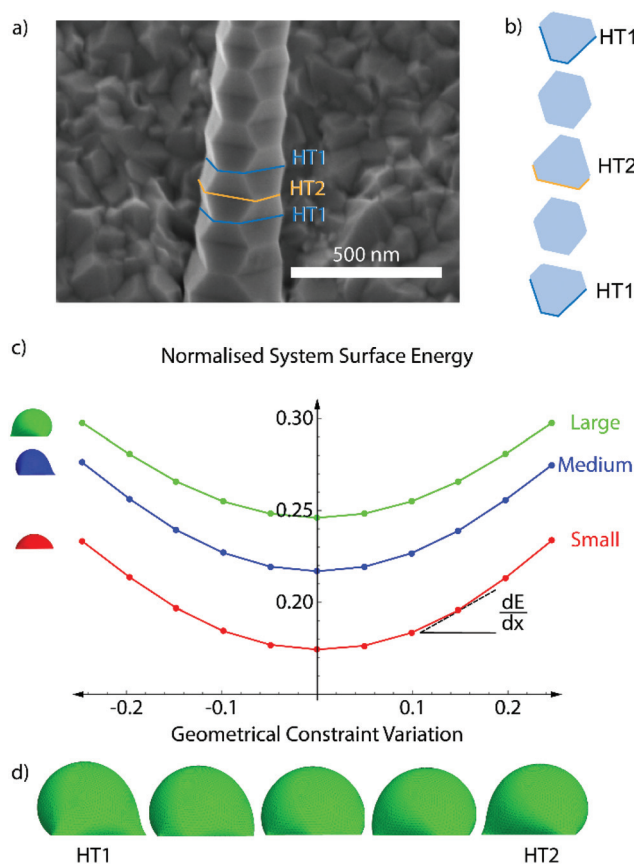 a)
HT1
HT2
HT1
500 nm
b)
HT1
HT2
HT1
c)
Normalised System Surface Energy
0.30
Large
Medium
0.25
Small
0.20
dE
dx
-0.2 -0.1 0.1 0.2
Geometrical Constraint Variation
d)
HT1 HT2